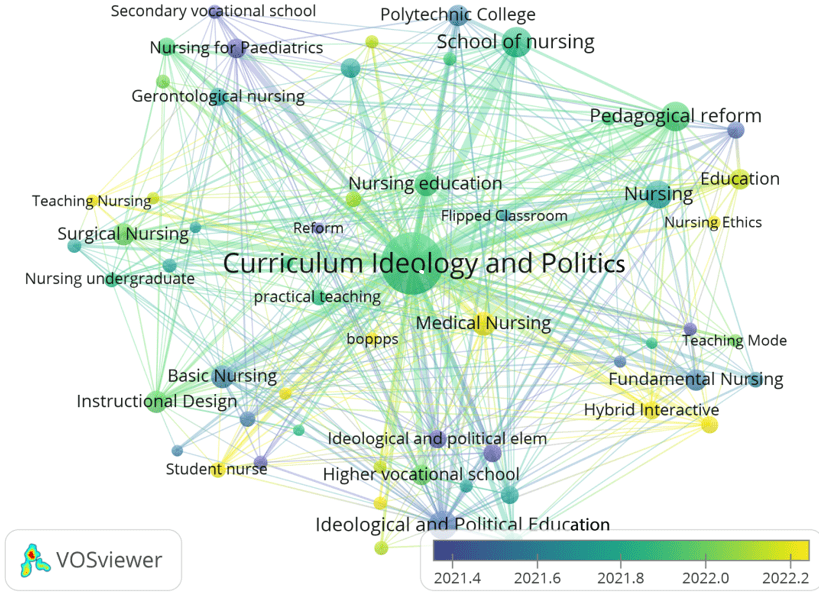 Secondary vocational school
Polytechnic College
Nursing for Paediatrics
School of nursing
Gerontological nursing
Pedagogical reform
Nursing education
Education
Teaching Nursing
Nursing
Flipped Classroom
Nursing Ethics
Surgical Nursing
Reform
Curriculum Ideology and Politics
Nursing undergraduate
practical teaching
Medical Nursing
boppps
Teaching Mode
Basic Nursing
Fundamental Nursing
Instructional Design
Hybrid Interactive
Ideological and political elem
Student nurse
Higher vocational school
Ideological and Political Education
VOSviewer
2021.4 2021.6 2021.8 2022.0 2022.2